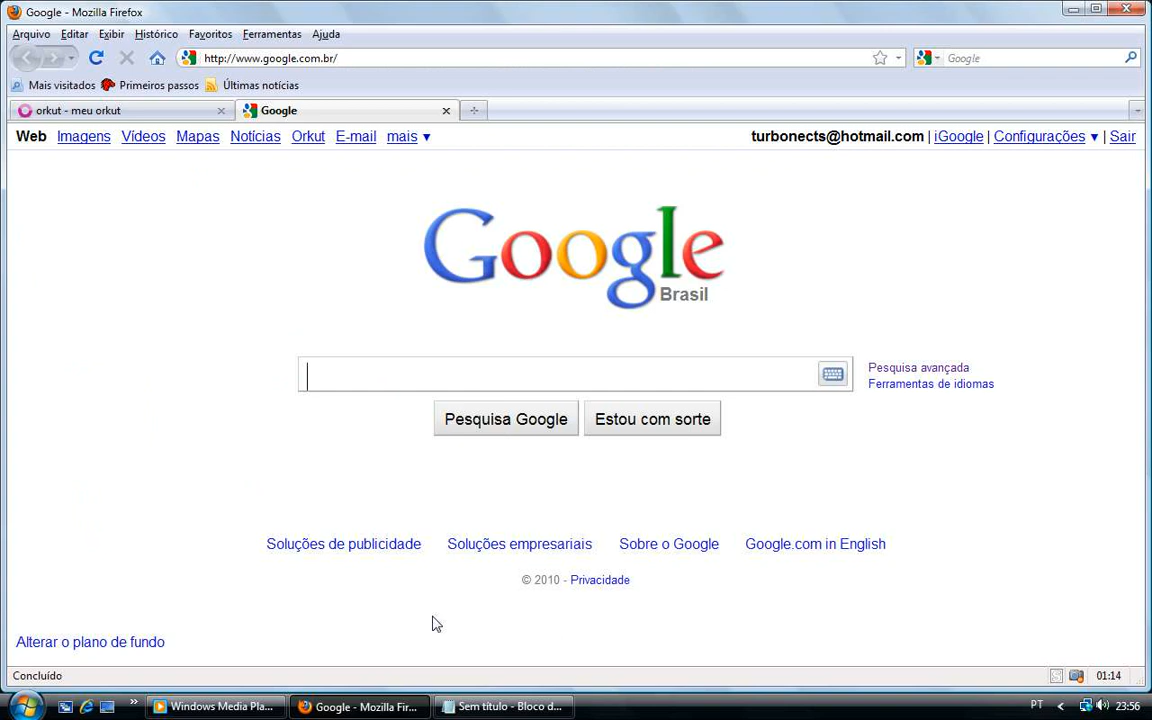 Google - Mozilla Firefox
Arquivo Editar Exibir Histórico Favoritos Ferramentas Ajuda
http://www.google.com.br/ Google
Mais visitados Primeiros passos Últimas notícias
orkut - meu orkut Google
Web Imagens Vídeos Mapas Notícias Orkut E-mail mais ▼ turbonects@hotmail.com | iGoogle | Configurações ▼ | Sair
Google
Brasil
Pesquisa avançada
Ferramentas de idiomas
Pesquisa Google Estou com sorte
Soluções de publicidade Soluções empresariais Sobre o Google Google.com in English
© 2010 - Privacidade
Alterar o plano de fundo
Concluído 01:14
Windows Media Pla... Google - Mozilla Fir... Sem título - Bloco d... PT 23:56